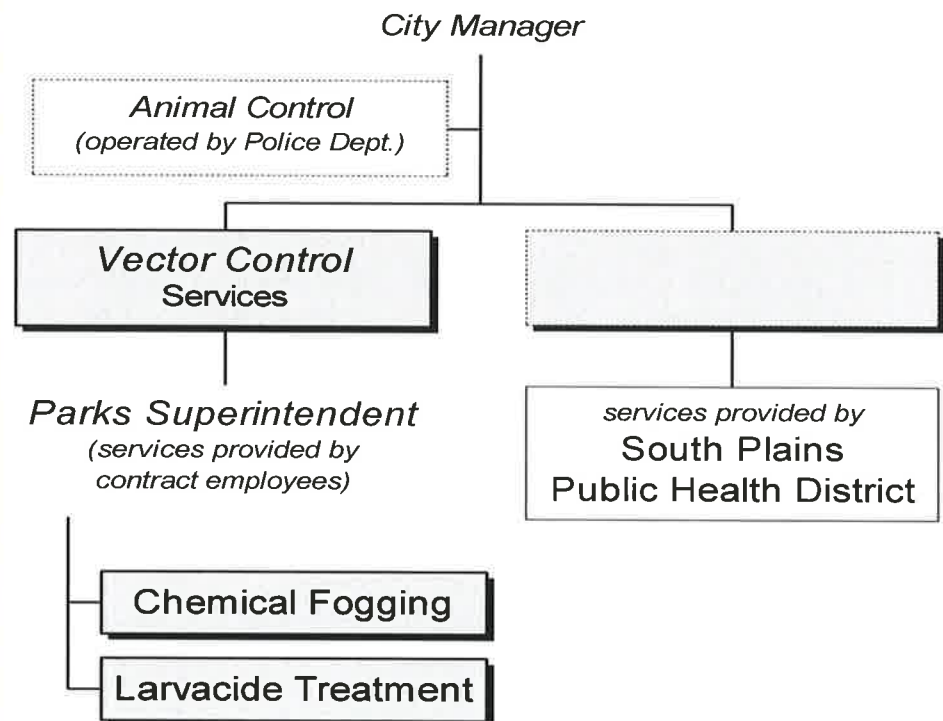 City Manager
Animal Control
(operated by Police Dept.)
Vector Control
Services
Parks Superintendent
(services provided by
contract employees)
Chemical Fogging
Larvacide Treatment
services provided by
South Plains
Public Health District